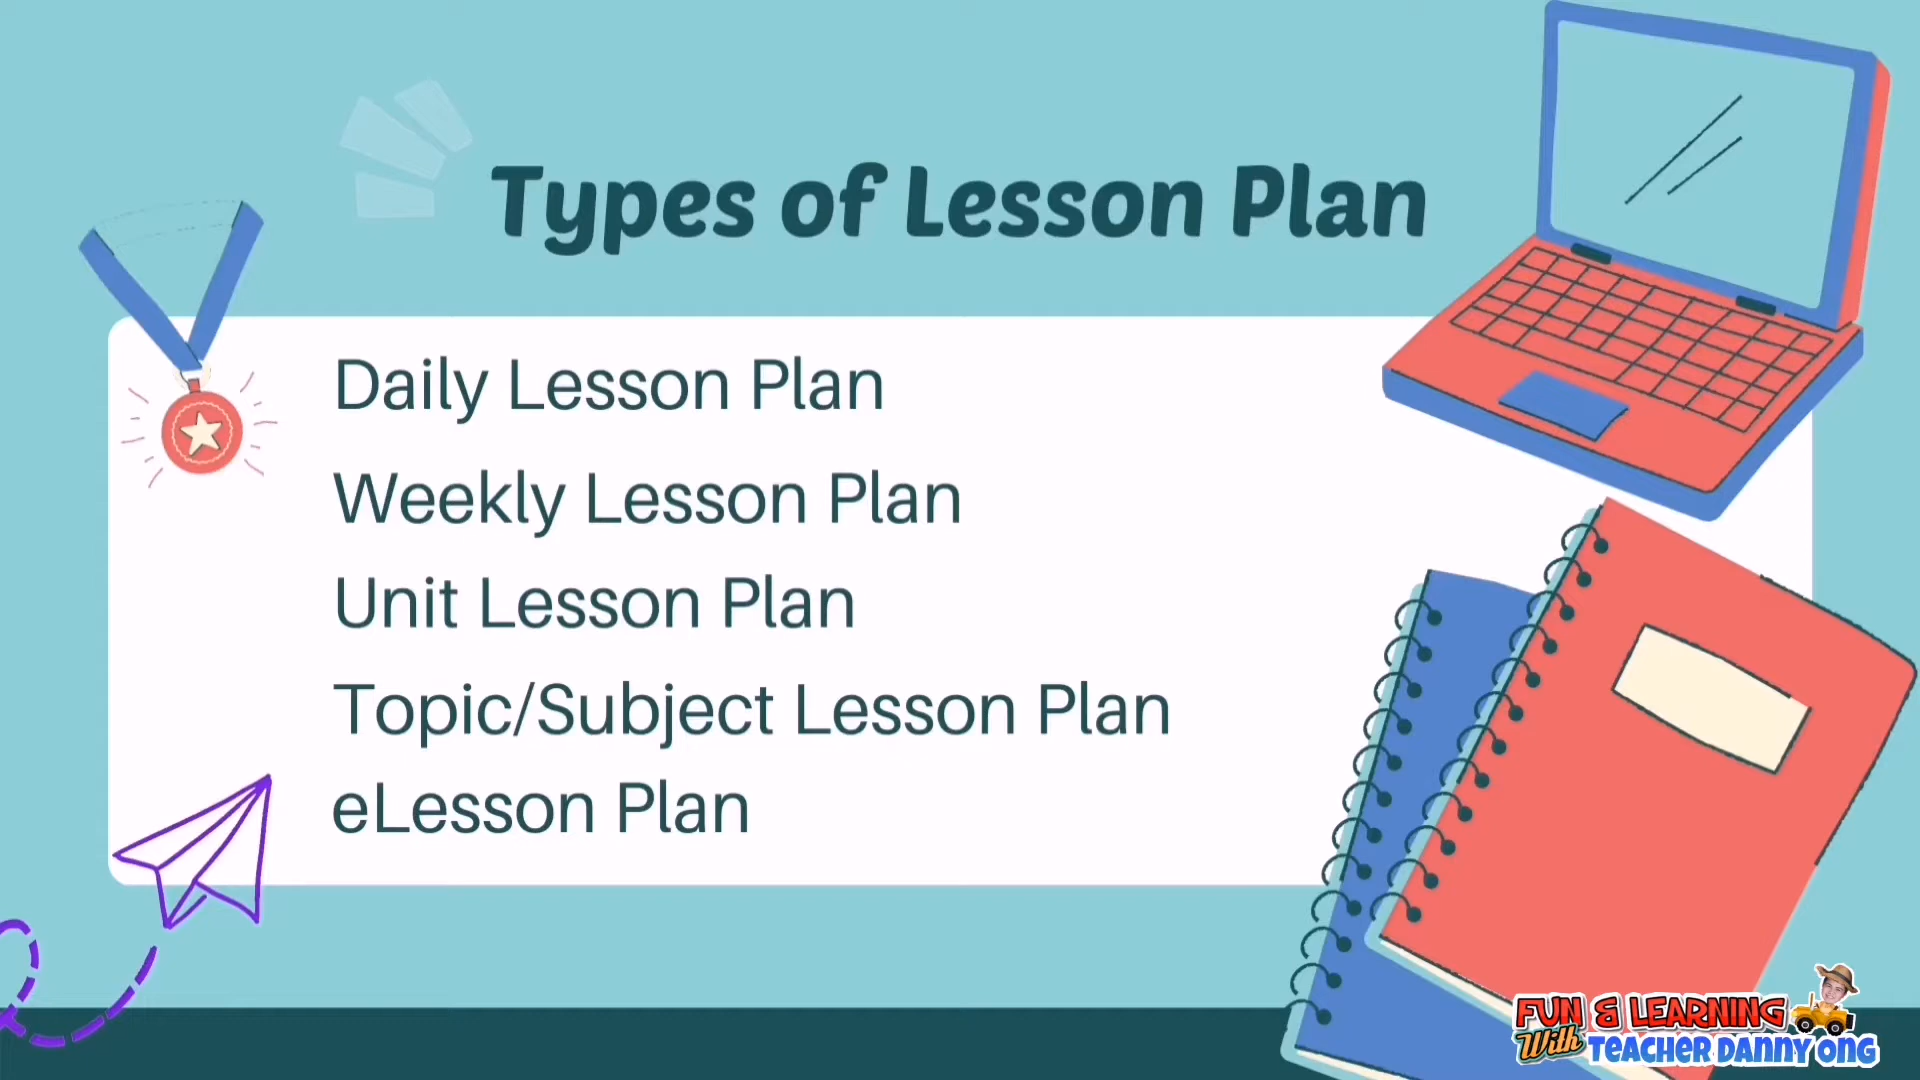 Types of Lesson Plan
Daily Lesson Plan
Weekly Lesson Plan
Unit Lesson Plan
Topic/Subject Lesson Plan
eLesson Plan
FUN & LEARNING
With TEACHER DANNY ONG